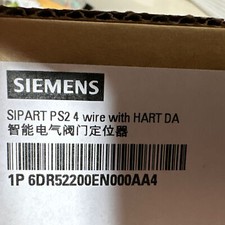 SIEMENS
SIPART PS2 4 wire with HART DA
智能电气阀门定位器
1P 6DR52200EN000AA4